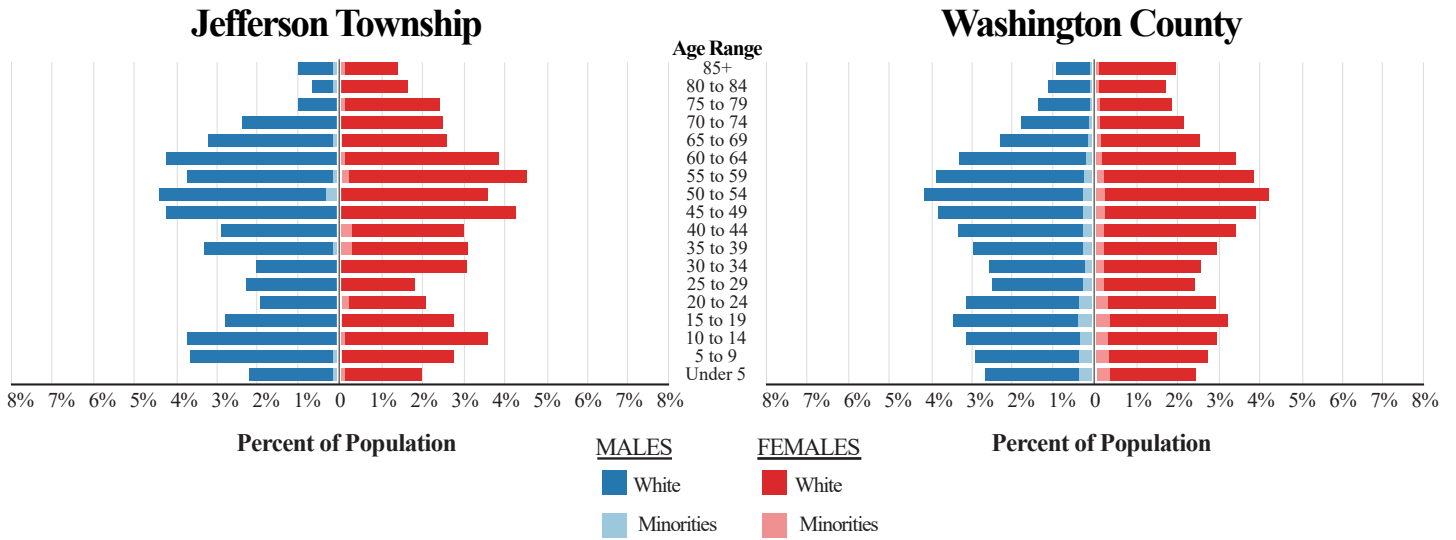 Jefferson Township
Washington County
Age Range
85+
80 to 84
75 to 79
70 to 74
65 to 69
60 to 64
55 to 59
50 to 54
45 to 49
40 to 44
35 to 39
30 to 34
25 to 29
20 to 24
15 to 19
10 to 14
5 to 9
Under 5
8% 7% 6% 5% 4% 3% 2% 1% 0 1% 2% 3% 4% 5% 6% 7% 8%
8% 7% 6% 5% 4% 3% 2% 1% 0 1% 2% 3% 4% 5% 6% 7% 8%
Percent of Population
Percent of Population
MALES
White
Minorities
FEMALES
White
Minorities